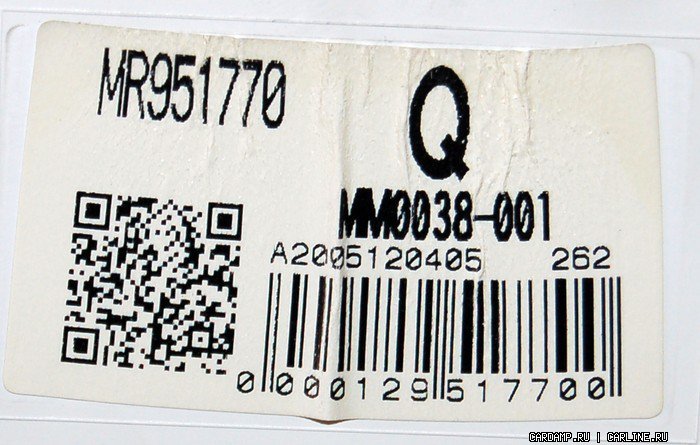 MR951770
Q
MM0038-001
A2005120405 262
0 000129 517700
CARDAMP.RU | CARLINE.RU